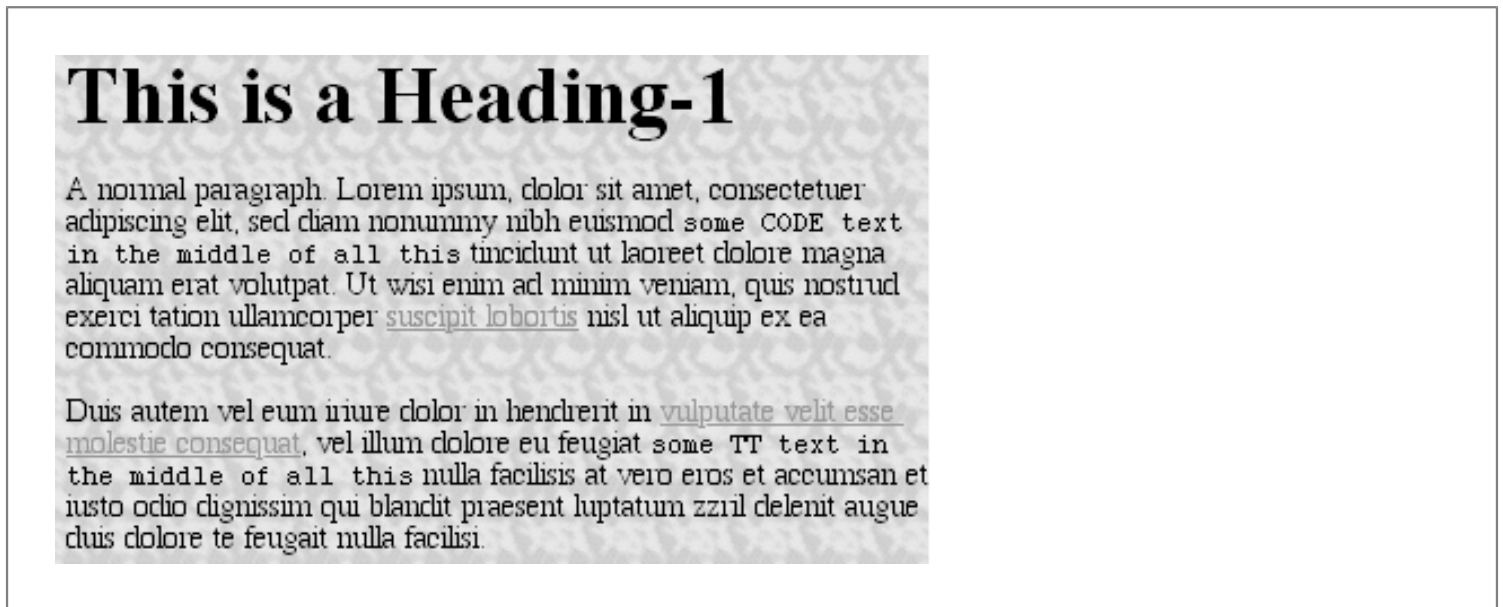 This is a Heading-1
A normal paragraph. Lorem ipsum, dolor sit amet, consectetuer
adipiscing elit, sed diam nonummy nibh euismod some CODE text
in the middle of all this tincidunt ut laoreet dolore magna
aliquam erat volutpat. Ut wisi enim ad minim veniam, quis nostrud
exerci tation ullamcorper suscipit lobortis nisl ut aliquip ex ea
commodo consequat.
Duis autem vel eum iriure dolor in hendrerit in vulputate velit esse
molestie consequat, vel illum dolore eu feugiat some TT text in
the middle of all this nulla facilisis at vero eros et accumsan et
iusto odio dignissim qui blandit praesent luptatum zzril delenit augue
duis dolore te feugait nulla facilisi.